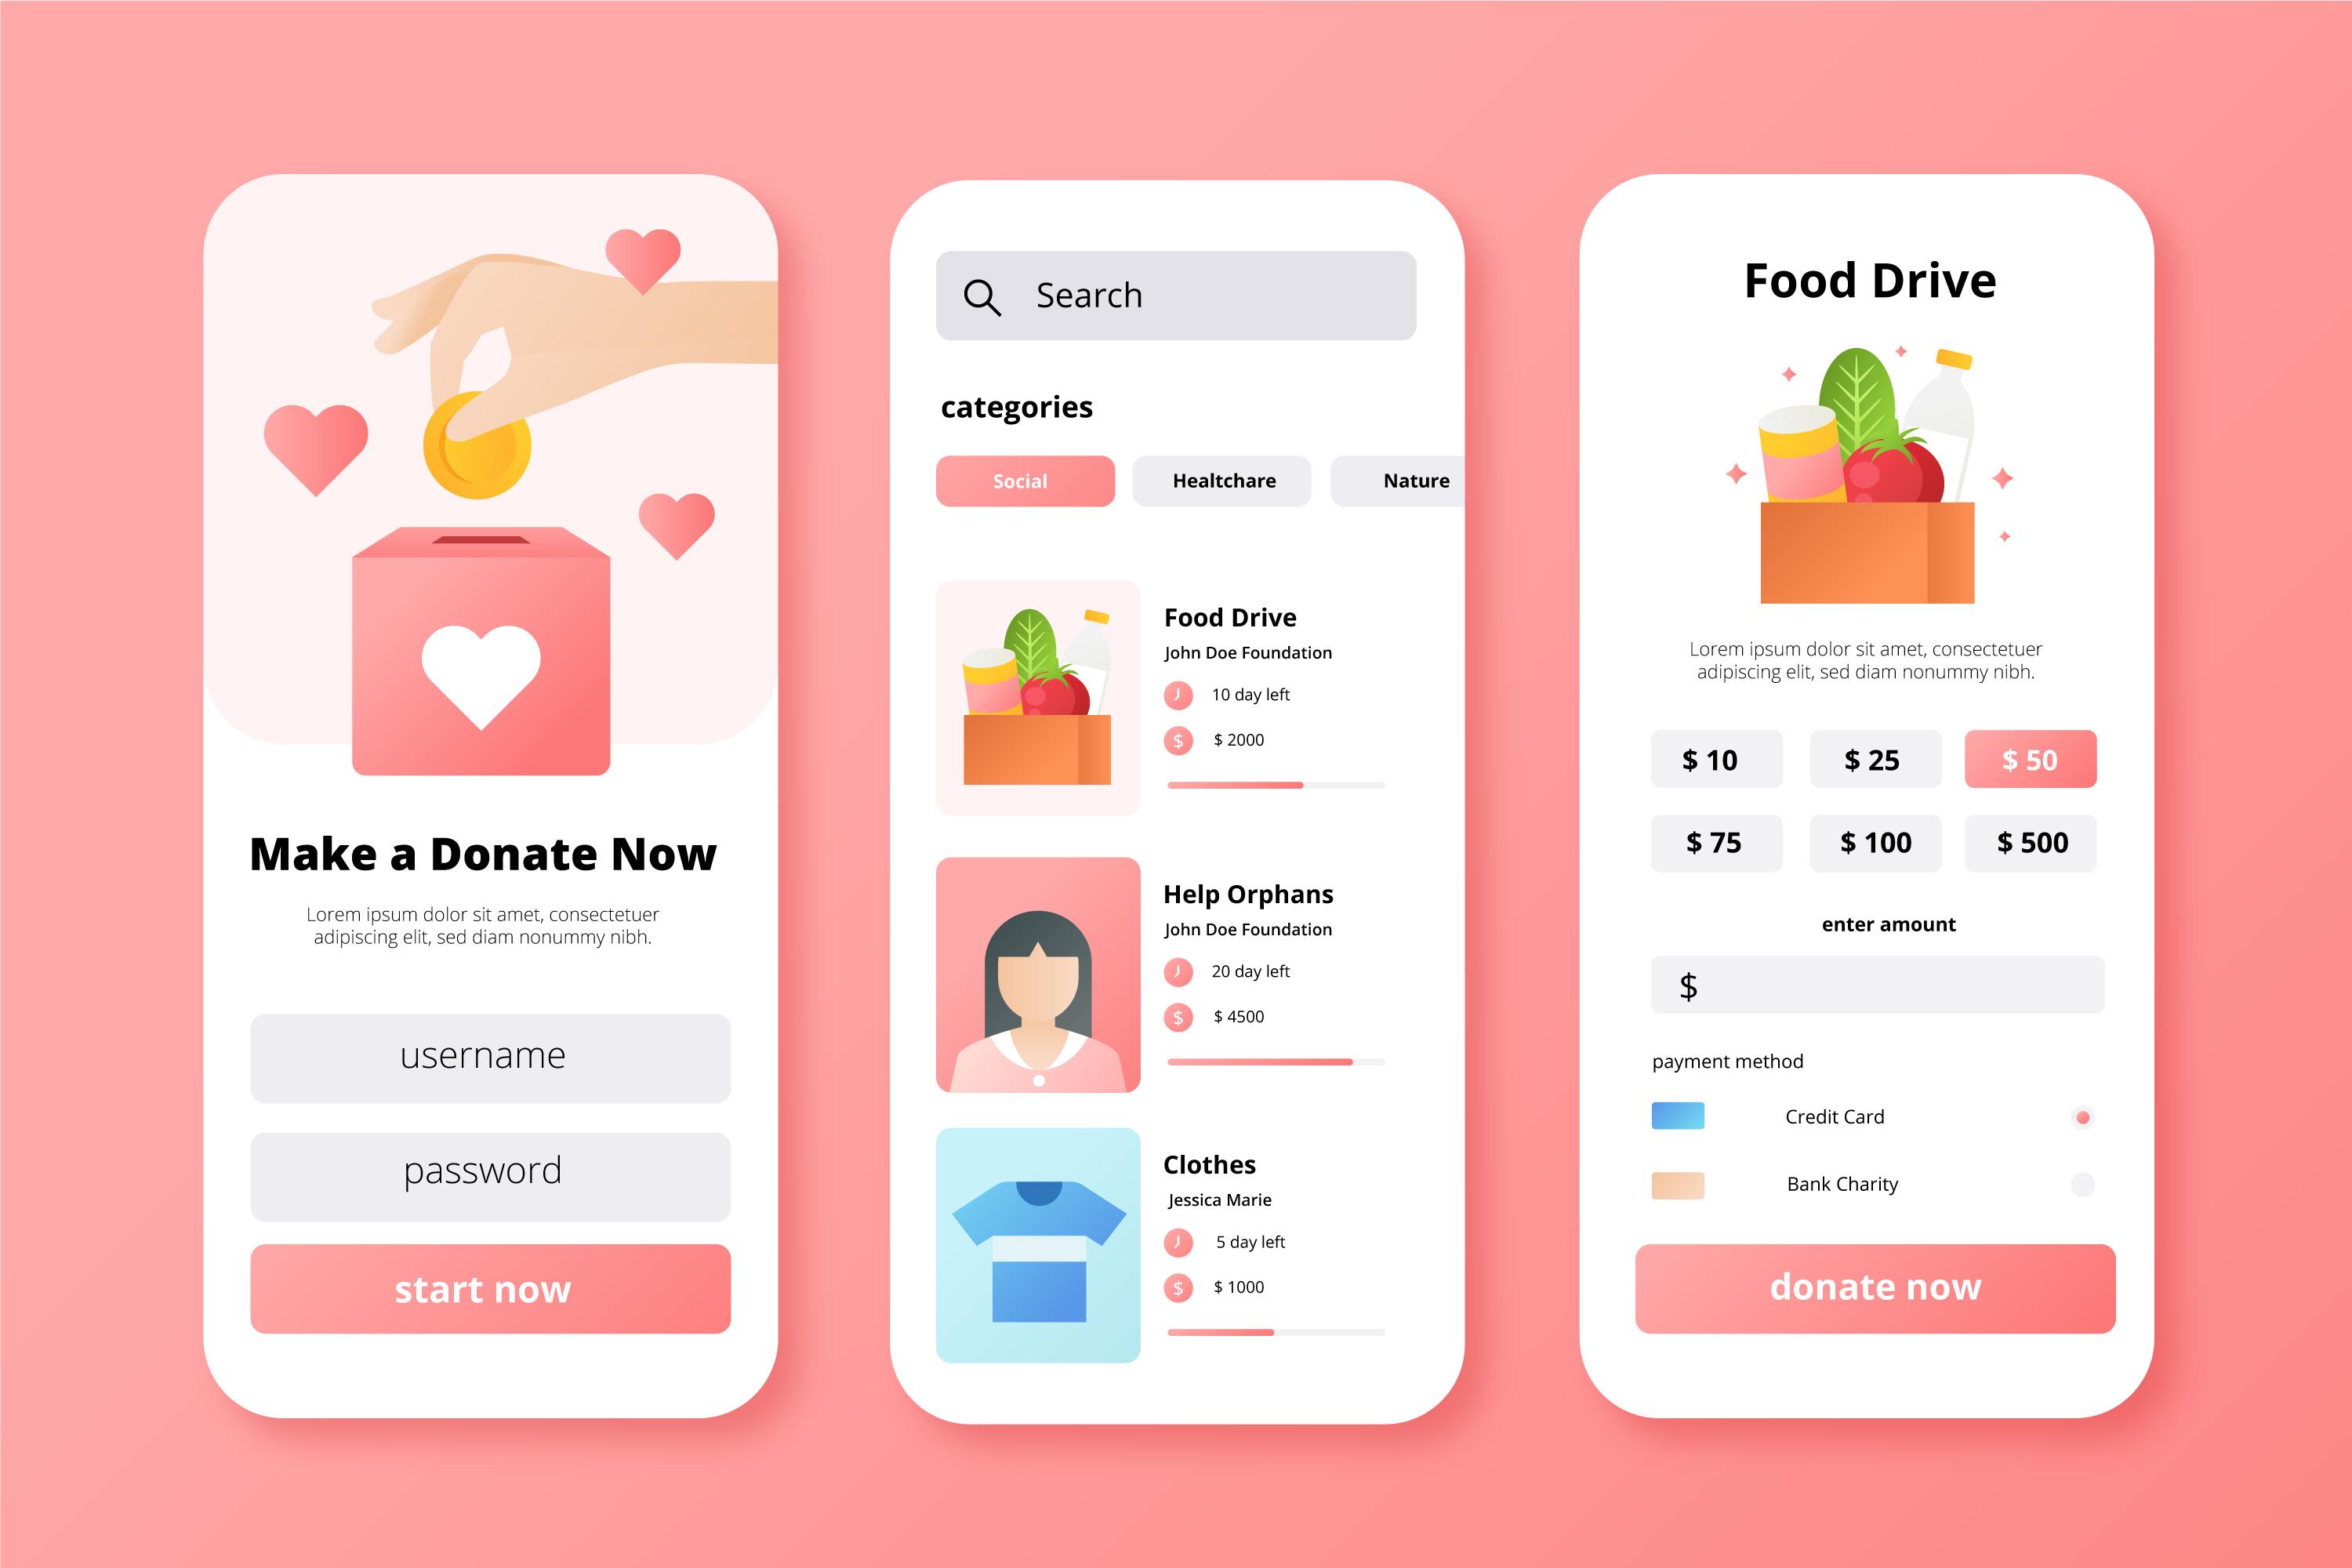 Make a Donate Now
Lorem ipsum dolor sit amet, consectetuer
adipiscing elit, sed diam nonummy nibh.
username
password
start now
Search
categories
Social
Healtchare
Nature
Food Drive
John Doe Foundation
10 day left
$
$ 2000
Help Orphans
John Doe Foundation
20 day left
$
$ 4500
Clothes
Jessica Marie
5 day left
$
$ 1000
Food Drive
Lorem ipsum dolor sit amet, consectetuer
adipiscing elit, sed diam nonummy nibh.
$ 10
$ 25
$ 50
$ 75
$ 100
$ 500
enter amount
$
payment method
Credit Card
Bank Charity
donate now